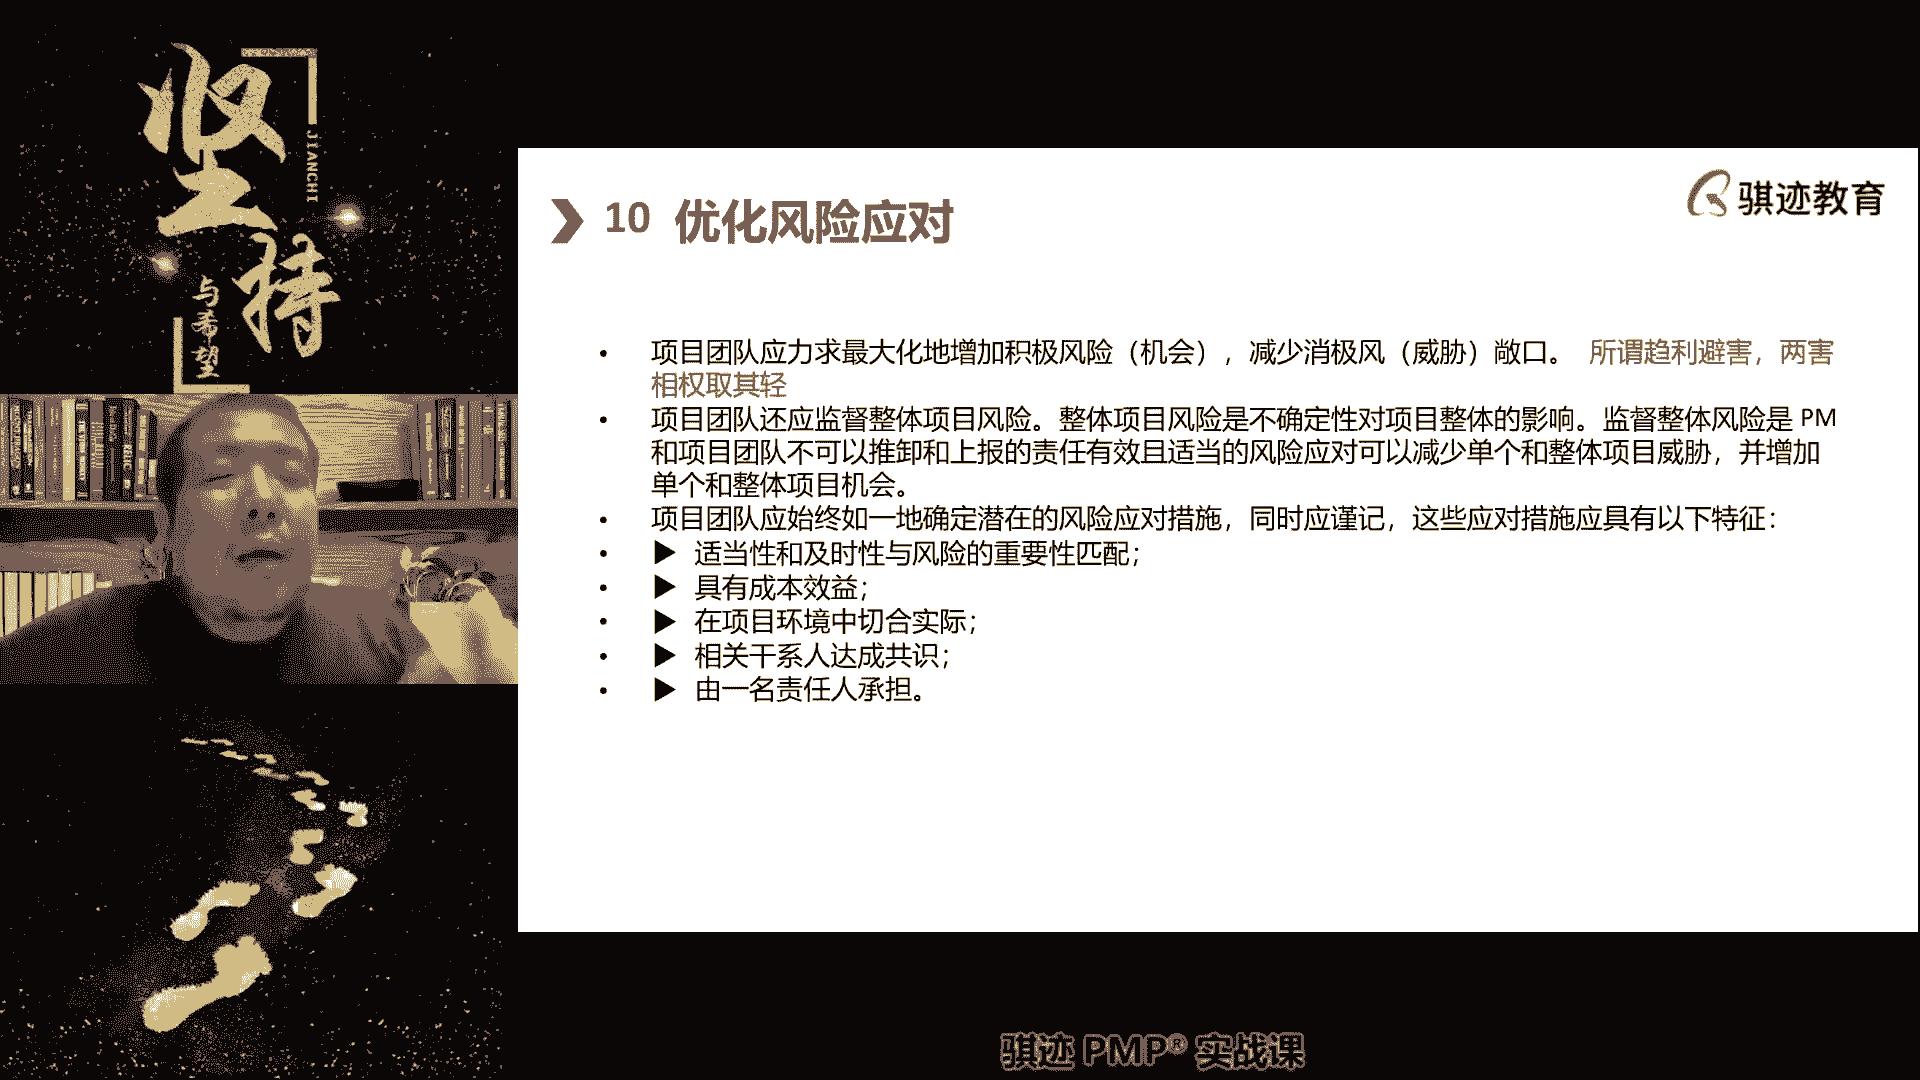 坚持
JIANCHI
与希望
骐迹教育
10 优化风险应对
• 项目团队应力求最大化地增加积极风险（机会），减少消极风（威胁）敞口。 所谓趋利避害，两害
相权取其轻
• 项目团队还应监督整体项目风险。整体项目风险是不确定性对项目整体的影响。监督整体风险是 PM
和项目团队不可以推卸和上报的责任有效且适当的风险应对可以减少单个和整体项目威胁，并增加
单个和整体项目机会。
• 项目团队应始终如一地确定潜在的风险应对措施，同时应谨记，这些应对措施应具有以下特征：
• ▶ 适当性和及时性与风险的重要性匹配；
• ▶ 具有成本效益；
• ▶ 在项目环境中切合实际；
• ▶ 相关干系人达成共识；
• ▶ 由一名责任人承担。
骐迹 PMP® 实战课